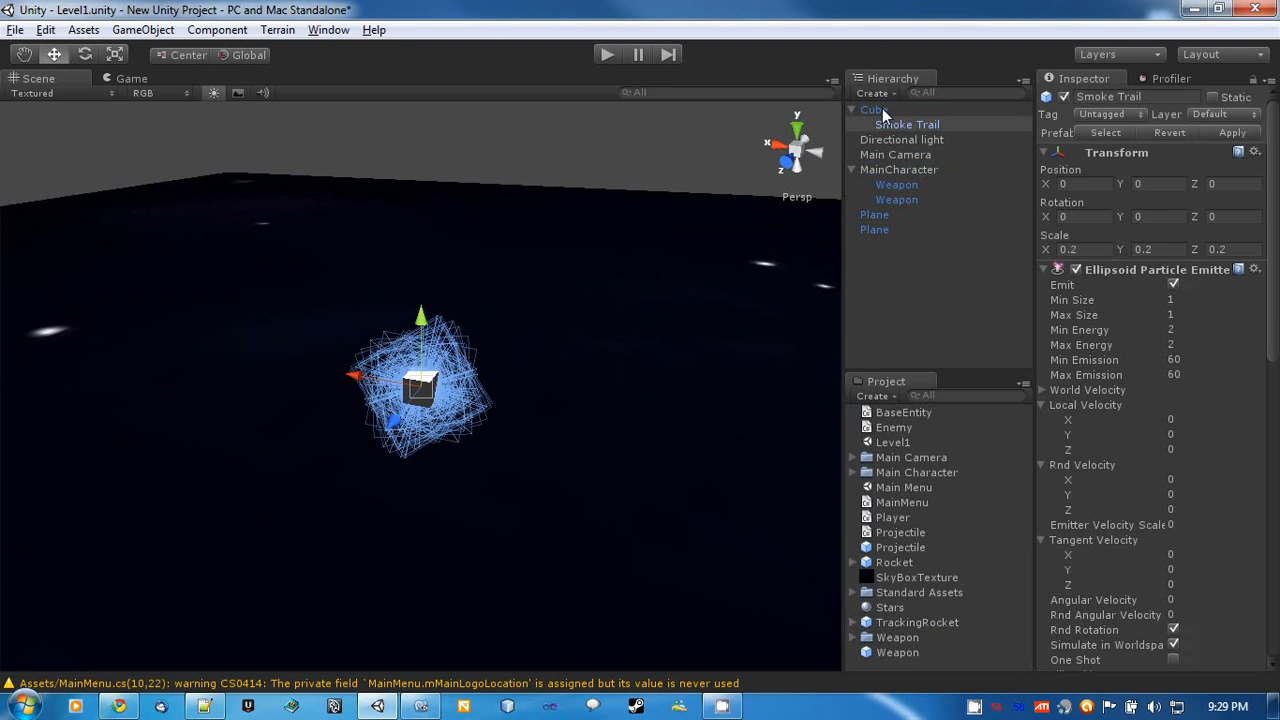 Unity - Level1.unity - New Unity Project - PC and Mac Standalone*
File Edit Assets GameObject Component Terrain Window Help
Center Global Layers Layout
Scene Game
Textured RGB All
y
x
z
Persp
Hierarchy
Create All
Cube
Smoke Trail
Directional light
Main Camera
MainCharacter
Weapon
Weapon
Plane
Plane
Project
Create All
BaseEntity
Enemy
Level1
Main Camera
Main Character
Main Menu
MainMenu
Player
Projectile
Projectile
Rocket
SkyBoxTexture
Standard Assets
Stars
TrackingRocket
Weapon
Weapon
Inspector Profiler
Smoke Trail Static
Tag Untagged Layer Default
Prefab Select Revert Apply
Transform
Position
X 0 Y 0 Z 0
Rotation
X 0 Y 0 Z 0
Scale
X 0.2 Y 0.2 Z 0.2
Ellipsoid Particle Emitte
Emit
Min Size 1
Max Size 1
Min Energy 2
Max Energy 2
Min Emission 60
Max Emission 60
World Velocity
Local Velocity
X 0
Y 0
Z 0
Rnd Velocity
X 0
Y 0
Z 0
Emitter Velocity Scale 0
Tangent Velocity
X 0
Y 0
Z 0
Angular Velocity 0
Rnd Angular Velocity 0
Rnd Rotation
Simulate in Worldspa
One Shot
Assets/MainMenu.cs(10,22): warning CS0414: The private field `MainMenu.mMainLogoLocation' is assigned but its value is never used
9:29 PM